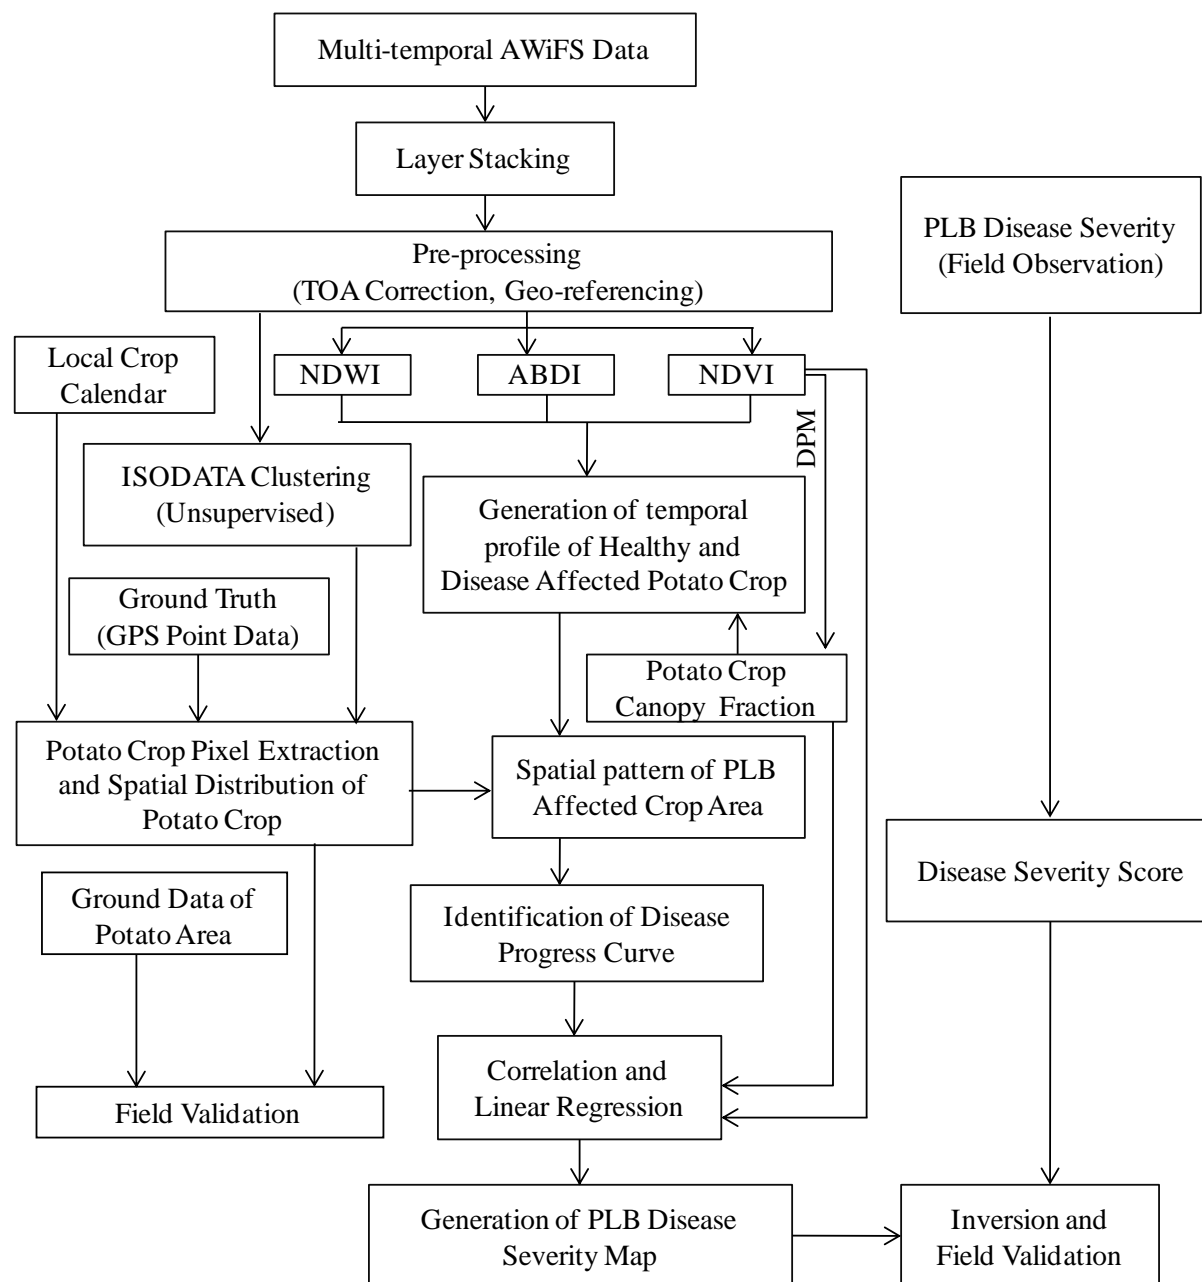 Multi-temporal AWiFS Data
Layer Stacking
Pre-processing
(TOA Correction, Geo-referencing)
PLB Disease Severity
(Field Observation)
Local Crop
Calendar
NDWI
ABDI
NDVI
DPM
ISODATA Clustering
(Unsupervised)
Generation of temporal
profile of Healthy and
Disease Affected Potato Crop
Ground Truth
(GPS Point Data)
Potato Crop
Canopy Fraction
Potato Crop Pixel Extraction
and Spatial Distribution of
Potato Crop
Spatial pattern of PLB
Affected Crop Area
Disease Severity Score
Ground Data of
Potato Area
Identification of Disease
Progress Curve
Correlation and
Linear Regression
Field Validation
Generation of PLB Disease
Severity Map
Inversion and
Field Validation